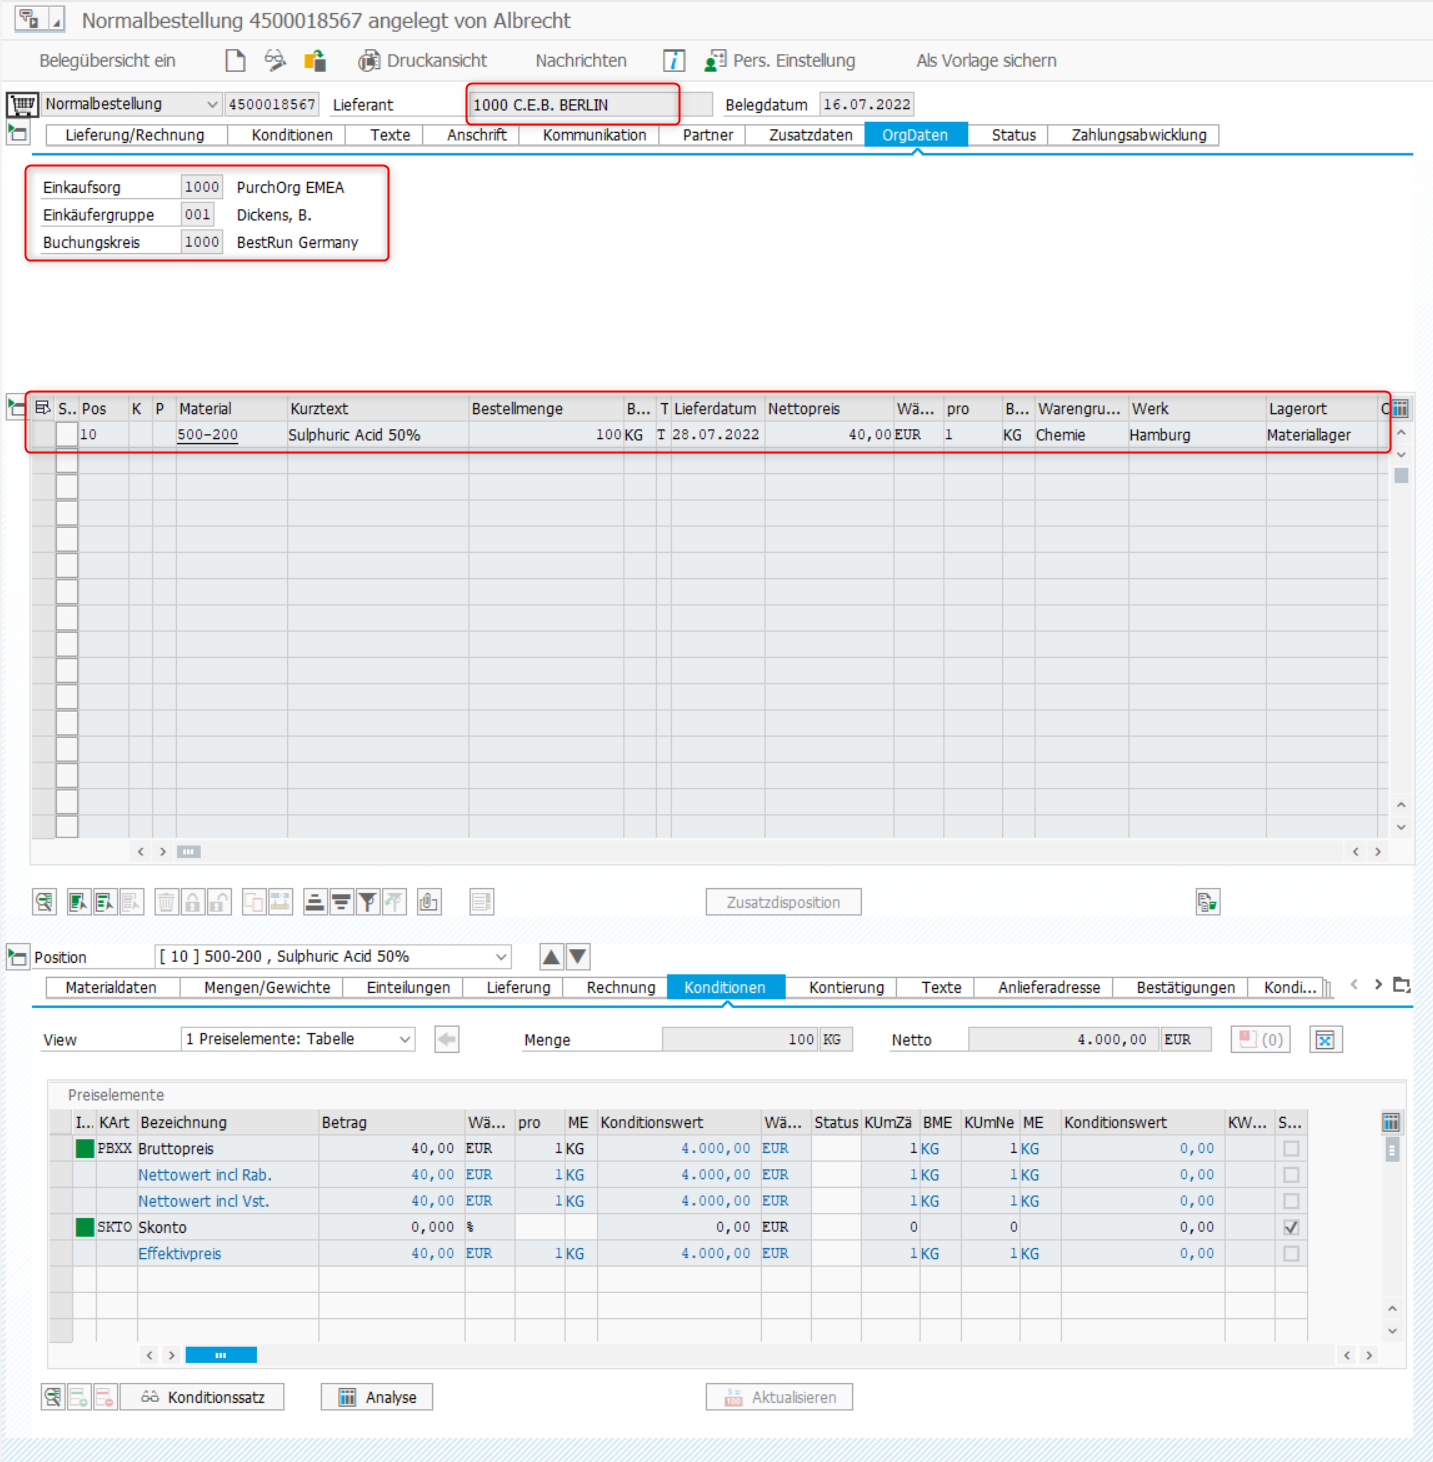 Normalbestellung 4500018567 angelegt von Albrecht
Belegübersicht ein Druckansicht Nachrichten Pers. Einstellung Als Vorlage sichern
Normalbestellung 4500018567 Lieferant 1000 C.E.B. BERLIN Belegdatum 16.07.2022
Lieferung/Rechnung Konditionen Texte Anschrift Kommunikation Partner Zusatzdaten OrgDaten Status Zahlungsabwicklung
Einkaufsorg 1000 PurchOrg EMEA
Einkäufergruppe 001 Dickens, B.
Buchungskreis 1000 BestRun Germany
S.. Pos K P Material Kurztext Bestellmenge B... T Lieferdatum Nettopreis Wä... pro B... Warengru... Werk Lagerort
10 500-200 Sulphuric Acid 50% 100 KG T 28.07.2022 40,00 EUR 1 KG Chemie Hamburg Materiallager
Zusatzdisposition
Position [ 10 ] 500-200 , Sulphuric Acid 50%
Materialdaten Mengen/Gewichte Einteilungen Lieferung Rechnung Konditionen Kontierung Texte Anlieferadresse Bestätigungen Kondi...
View 1 Preiselemente: Tabelle Menge 100 KG Netto 4.000,00 EUR (0)
Preiselemente
I... KArt Bezeichnung Betrag Wä... pro ME Konditionswert Wä... Status KUmZä BME KUmNe ME Konditionswert KW... S...
PBXX Bruttopreis 40,00 EUR 1 KG 4.000,00 EUR 1 KG 1 KG 0,00
Nettowert incl Rab. 40,00 EUR 1 KG 4.000,00 EUR 1 KG 1 KG 0,00
Nettowert incl Vst. 40,00 EUR 1 KG 4.000,00 EUR 1 KG 1 KG 0,00
SKTO Skonto 0,000 % 0,00 EUR 0 0 0,00
Effektivpreis 40,00 EUR 1 KG 4.000,00 EUR 1 KG 1 KG 0,00
Konditionssatz Analyse Aktualisieren